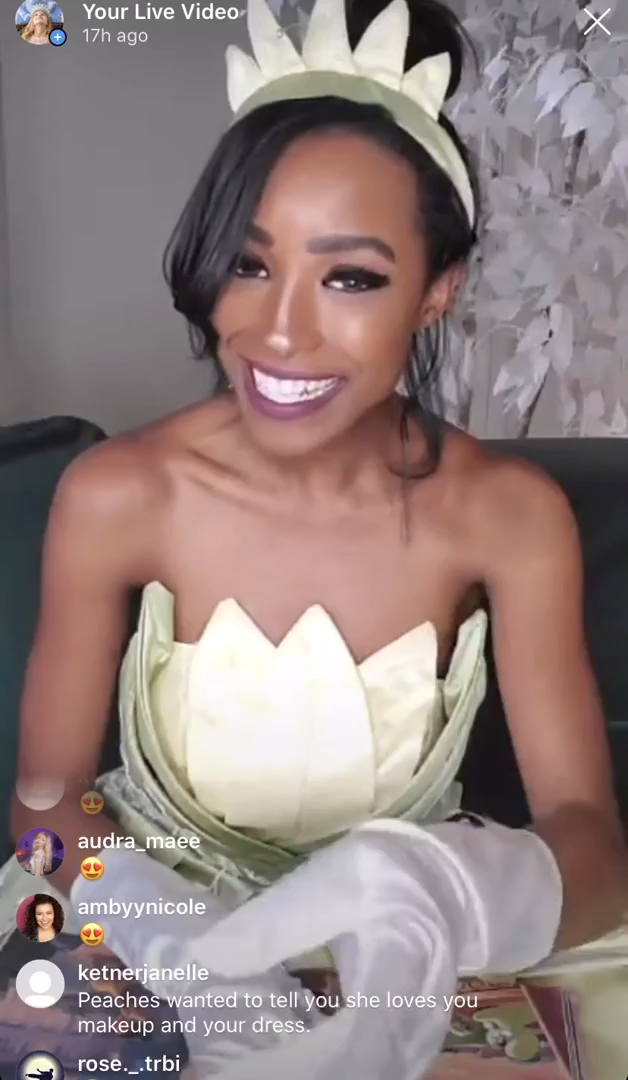 Your Live Video
17h ago
audra_maee
😍
ambyynicole
😍
ketnerjanelle
Peaches wanted to tell you she loves you
makeup and your dress.
rose._.trbi